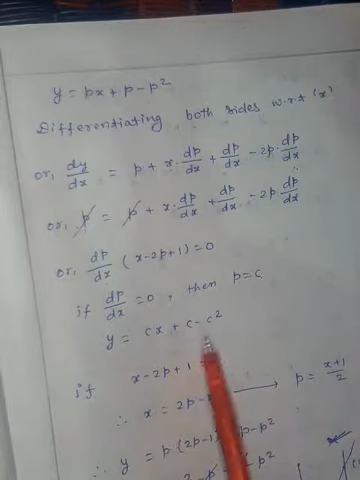 y = px + p - p²
Differentiating both sides w.r.t 'x'
or, dy/dx = p + x·dp/dx + dp/dx - 2p·dp/dx
or, p = p + x·dp/dx + dp/dx - 2p·dp/dx
or, dp/dx (x-2p+1) = 0
if dp/dx = 0, then p = c
y = cx + c - c²
if x-2p+1
∴ x = 2p- → p = x+1/2
∴ y = p(2p-1) p-p²
-p²